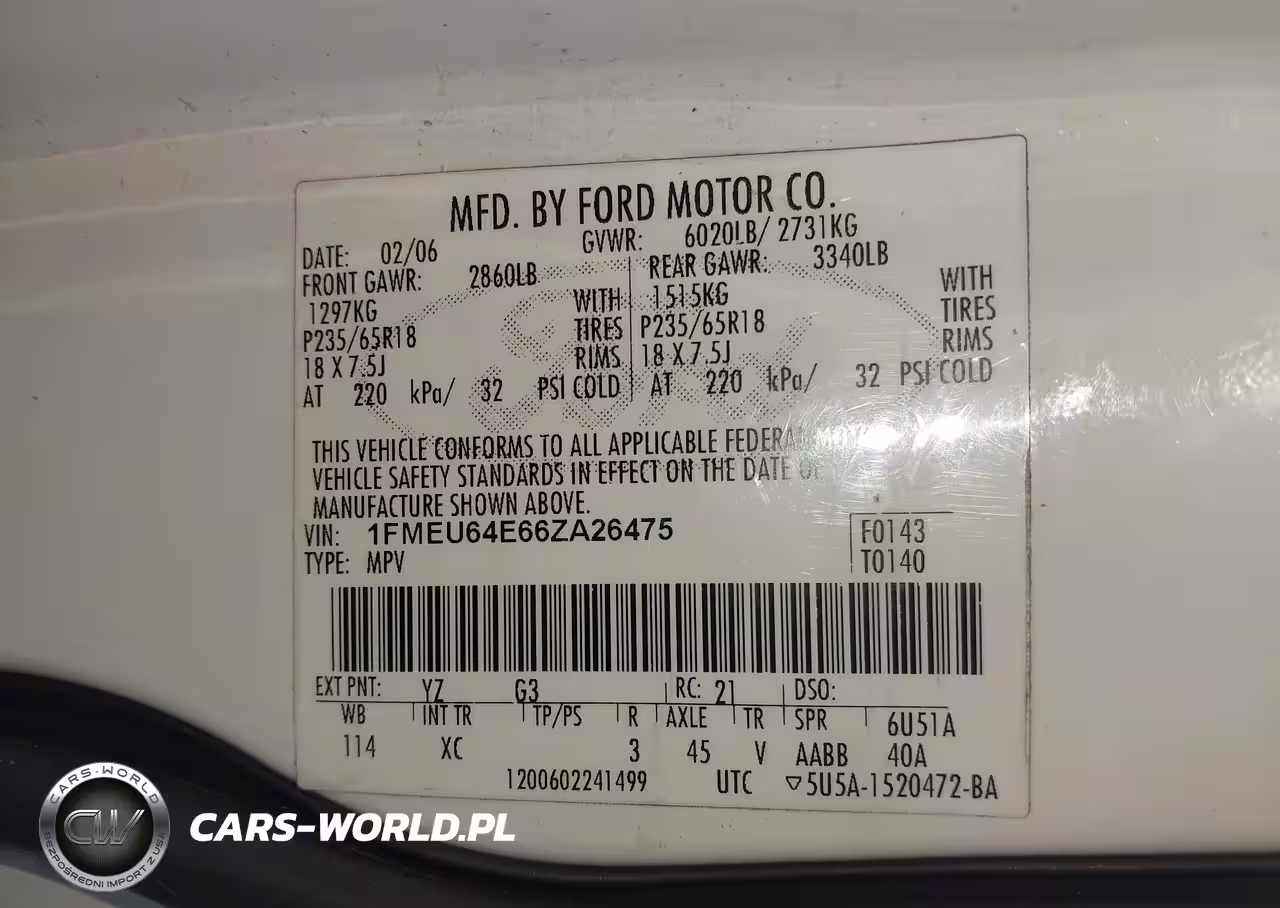 MFD. BY FORD MOTOR CO.
DATE: 02/06 GVWR: 6020LB/ 2731KG
FRONT GAWR: 2860LB REAR GAWR: 3340LB
1297KG WITH 1515KG WITH
P235/65R18 TIRES P235/65R18 TIRES
18 X 7.5J RIMS 18 X 7.5J RIMS
AT 220 kPa/ 32 PSI COLD AT 220 kPa/ 32 PSI COLD
THIS VEHICLE CONFORMS TO ALL APPLICABLE FEDERAL
VEHICLE SAFETY STANDARDS IN EFFECT ON THE DATE OF
MANUFACTURE SHOWN ABOVE.
VIN: 1FMEU64E66ZA26475 F0143
TYPE: MPV T0140
EXT PNT: YZ G3 RC: 21 DSO:
WB INT TR TP/PS R AXLE TR SPR 6U51A
114 XC 3 45 V AABB 40A
1200602241499 UTC ▽5U5A-1520472-BA
CARS-WORLD
CW
BEZPOŚREDNI IMPORT Z USA
CARS-WORLD.PL